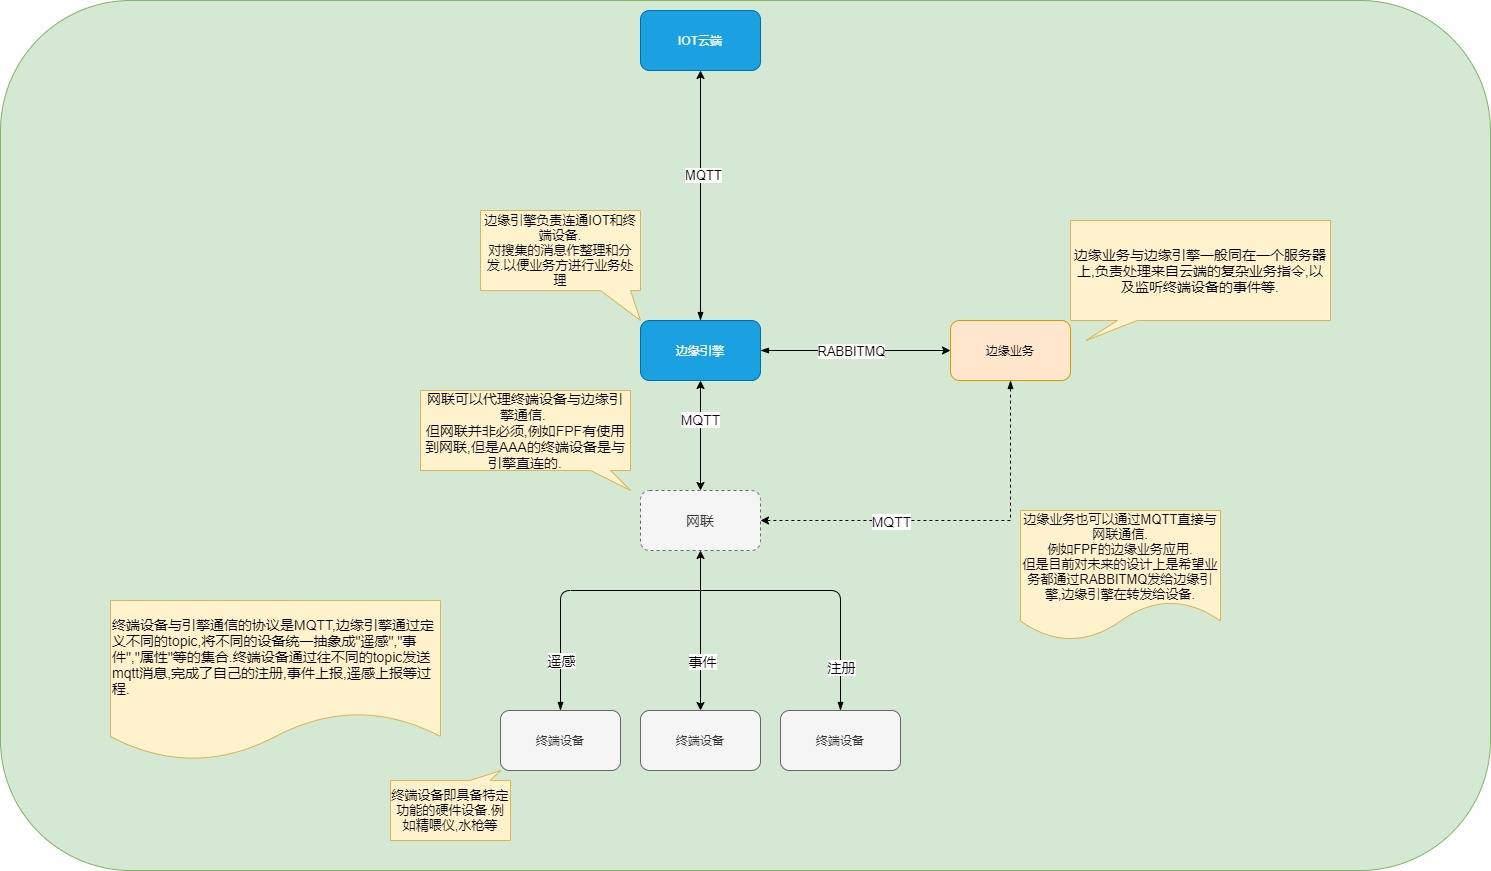 IOT云端
MQTT
边缘引擎负责连通IOT和终
端设备.
对搜集的消息作整理和分
发.以便业务方进行业务处
理
边缘业务与边缘引擎一般同在一个服务器
上,负责处理来自云端的复杂业务指令,以
及监听终端设备的事件等.
边缘引擎
RABBITMQ
边缘业务
网联可以代理终端设备与边缘引
擎通信.
但网联并非必须,例如FPF有使用
到网联,但是AAA的终端设备是与
引擎直连的.
MQTT
网联
MQTT
边缘业务也可以通过MQTT直接与
网联通信.
例如FPF的边缘业务应用.
但是目前对未来的设计上是希望业
务都通过RABBITMQ发给边缘引
擎,边缘引擎在转发给设备.
终端设备与引擎通信的协议是MQTT,边缘引擎通过定
义不同的topic,将不同的设备统一抽象成"遥感","事
件","属性"等的集合.终端设备通过往不同的topic发送
mqtt消息,完成了自己的注册,事件上报,遥感上报等过
程.
遥感
事件
注册
终端设备
终端设备
终端设备
终端设备即具备特定
功能的硬件设备.例
如精喂仪,水枪等